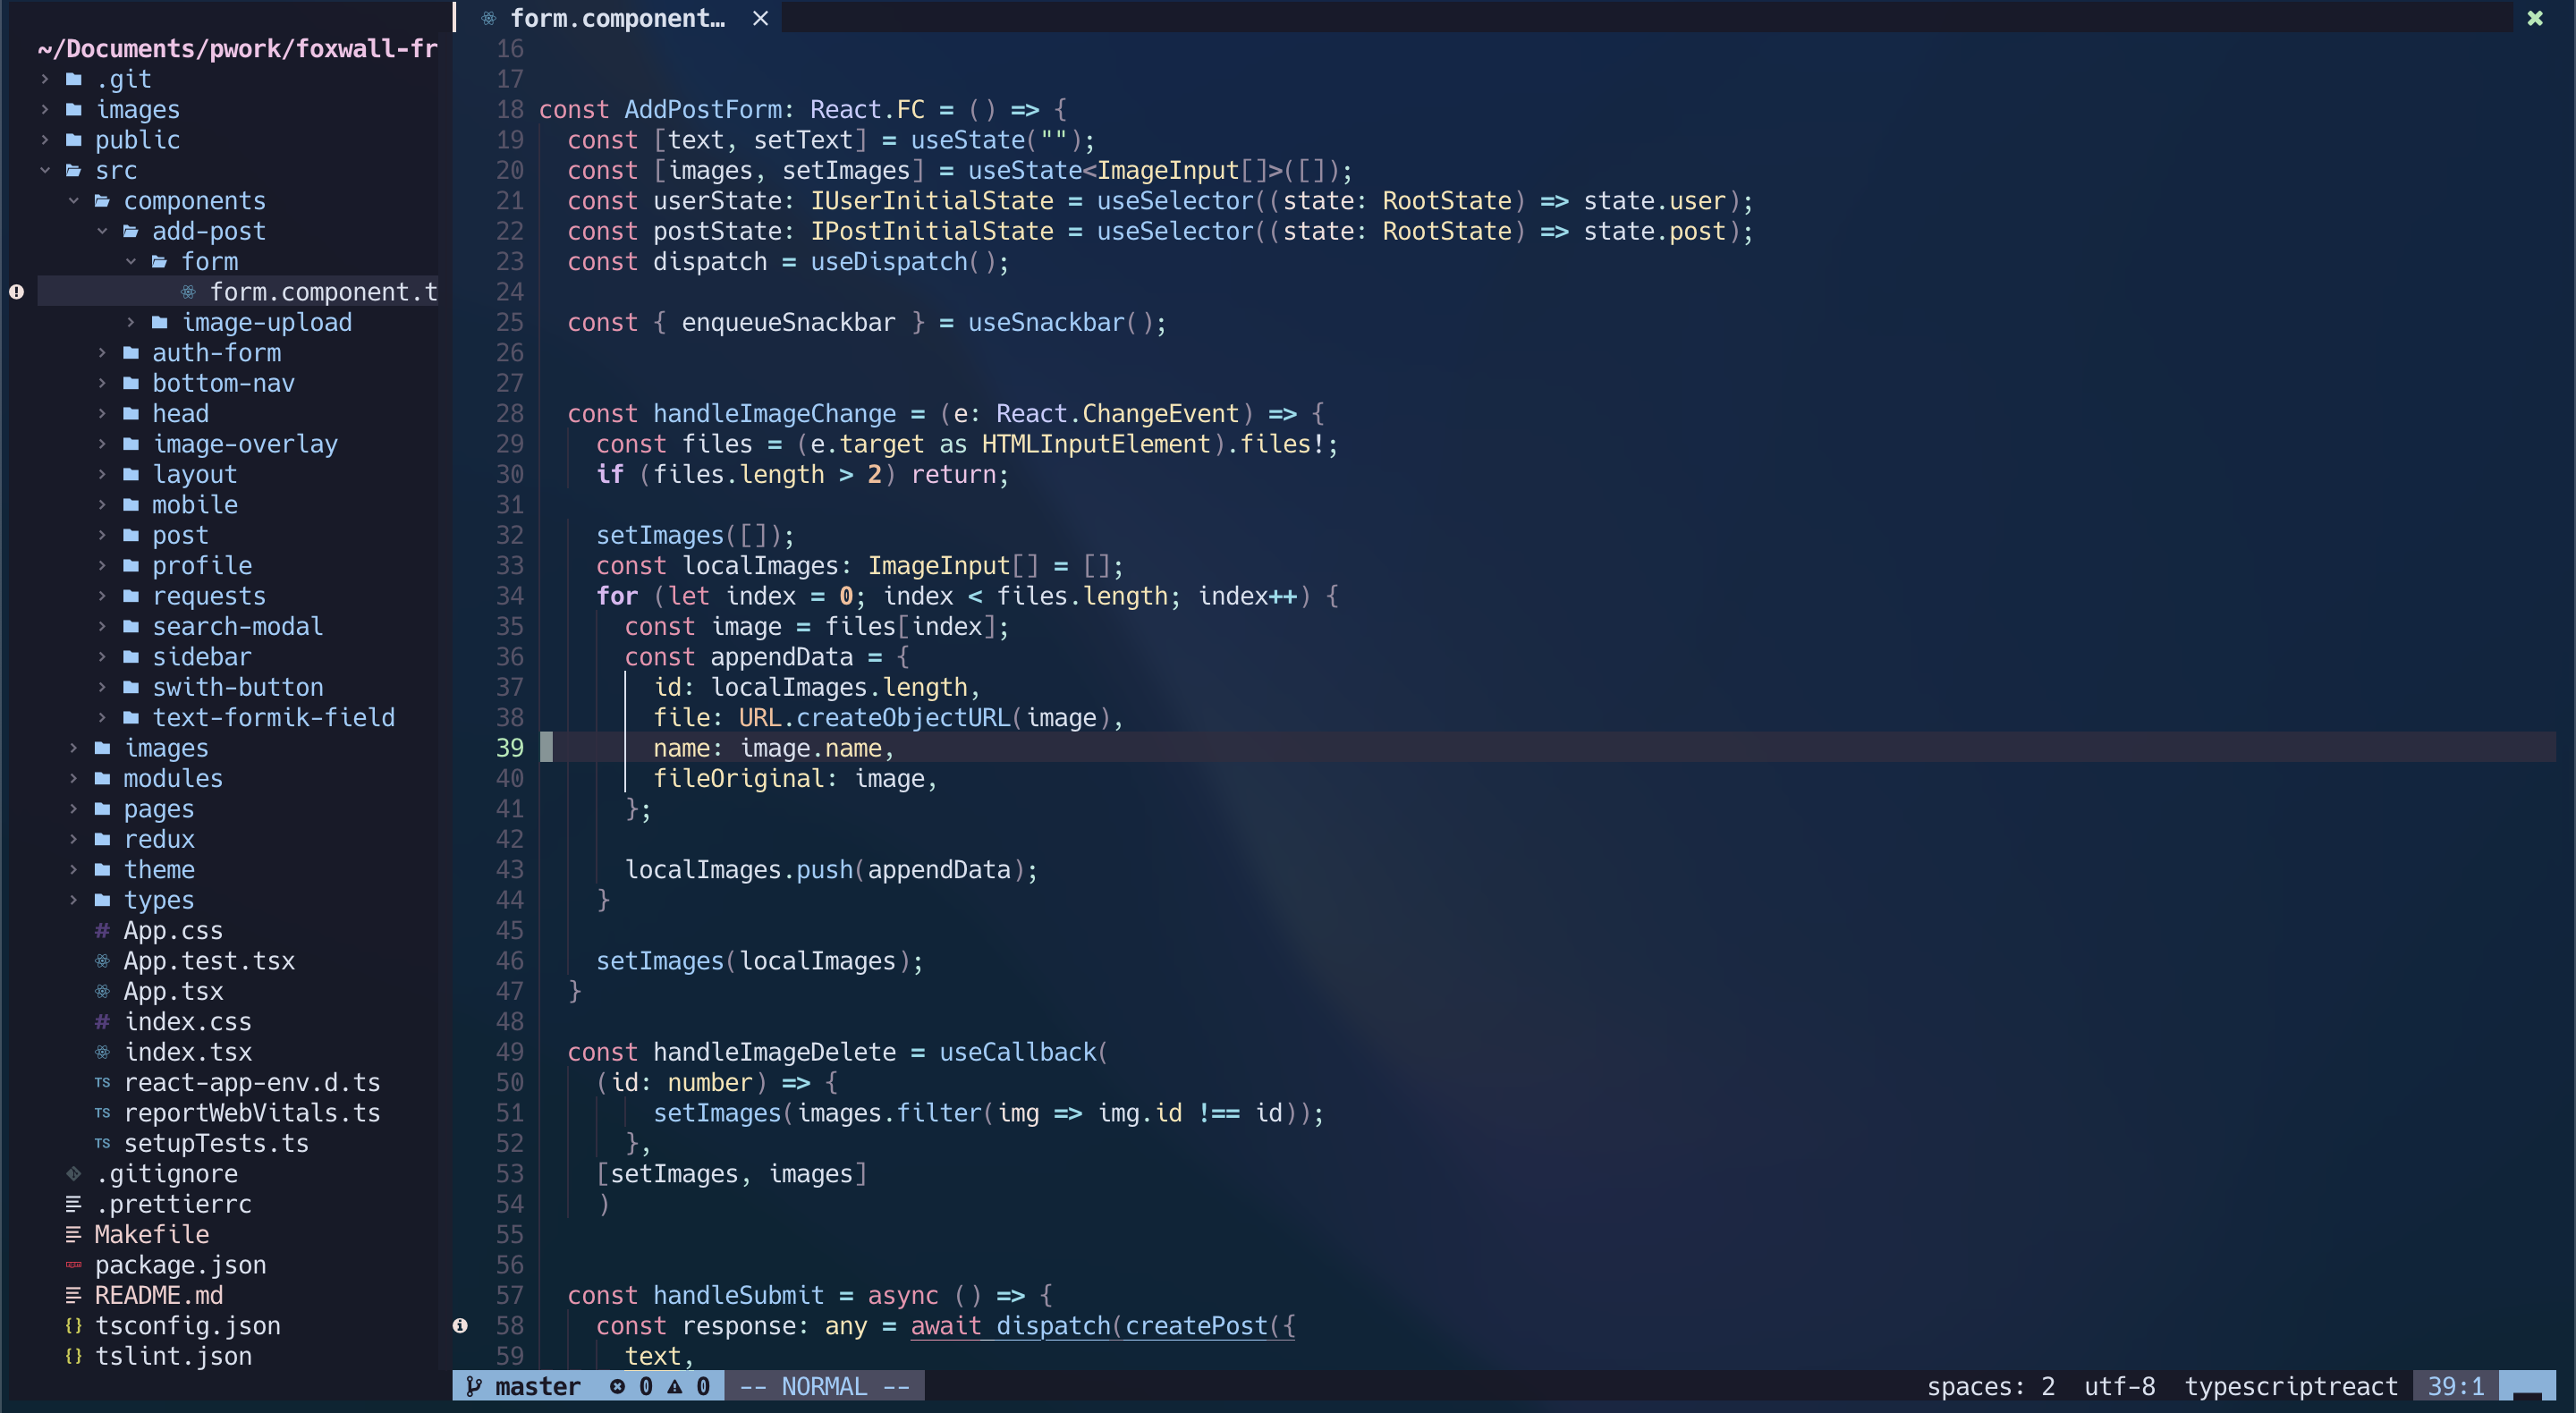 ~/Documents/pwork/foxwall-fr
.git
images
public
src
components
add-post
form
form.component.t
image-upload
auth-form
bottom-nav
head
image-overlay
layout
mobile
post
profile
requests
search-modal
sidebar
swith-button
text-formik-field
images
modules
pages
redux
theme
types
# App.css
App.test.tsx
App.tsx
# index.css
index.tsx
TS react-app-env.d.ts
TS reportWebVitals.ts
TS setupTests.ts
.gitignore
.prettierrc
Makefile
package.json
README.md
{} tsconfig.json
{} tslint.json
form.component…
16
17
18 const AddPostForm: React.FC = () => {
19   const [text, setText] = useState("");
20   const [images, setImages] = useState<ImageInput[]>([]);
21   const userState: IUserInitialState = useSelector((state: RootState) => state.user);
22   const postState: IPostInitialState = useSelector((state: RootState) => state.post);
23   const dispatch = useDispatch();
24
25   const { enqueueSnackbar } = useSnackbar();
26
27
28   const handleImageChange = (e: React.ChangeEvent) => {
29     const files = (e.target as HTMLInputElement).files!;
30     if (files.length > 2) return;
31
32     setImages([]);
33     const localImages: ImageInput[] = [];
34     for (let index = 0; index < files.length; index++) {
35       const image = files[index];
36       const appendData = {
37         id: localImages.length,
38         file: URL.createObjectURL(image),
39         name: image.name,
40         fileOriginal: image,
41       };
42
43       localImages.push(appendData);
44     }
45
46     setImages(localImages);
47   }
48
49   const handleImageDelete = useCallback(
50     (id: number) => {
51         setImages(images.filter(img => img.id !== id));
52       },
53     [setImages, images]
54     )
55
56
57   const handleSubmit = async () => {
58     const response: any = await dispatch(createPost({
59       text,
master 0 0 -- NORMAL -- spaces: 2 utf-8 typescriptreact 39:1